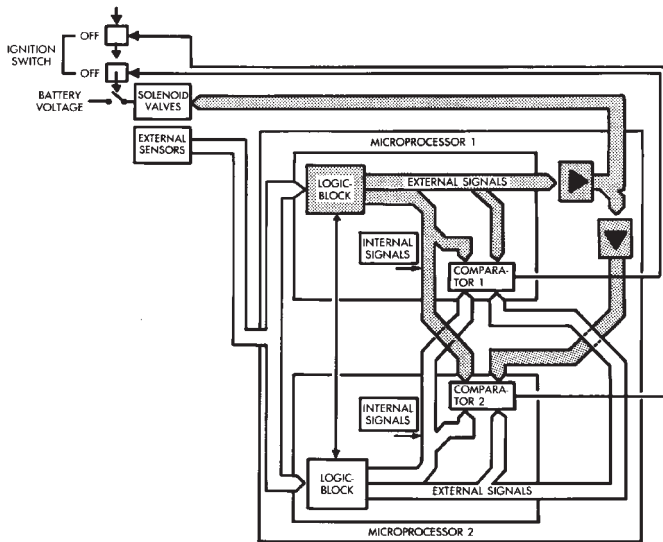 OFF
IGNITION
SWITCH
OFF
BATTERY
VOLTAGE
SOLENOID
VALVES
EXTERNAL
SENSORS
MICROPROCESSOR 1
LOGIC-
BLOCK
EXTERNAL SIGNALS
INTERNAL
SIGNALS
COMPARA-
TOR 1
COMPARA-
TOR 2
INTERNAL
SIGNALS
LOGIC-
BLOCK
EXTERNAL SIGNALS
MICROPROCESSOR 2